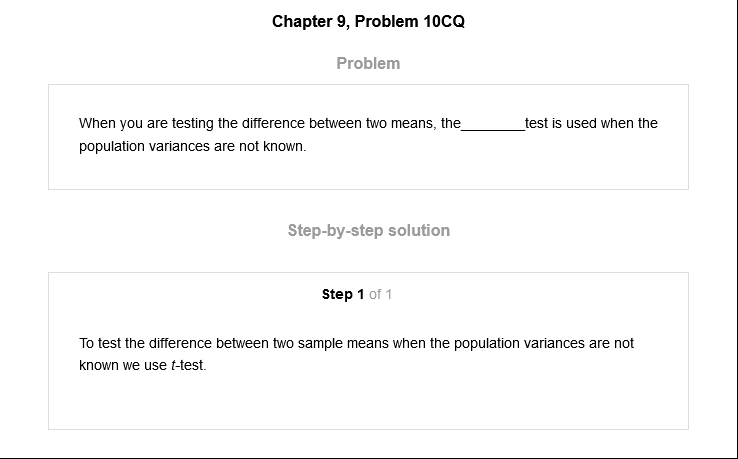 Chapter 9, Problem 10CQ
Problem
When you are testing the difference between two means, the________test is used when the
population variances are not known.
Step-by-step solution
Step 1 of 1
To test the difference between two sample means when the population variances are not
known we use t-test.